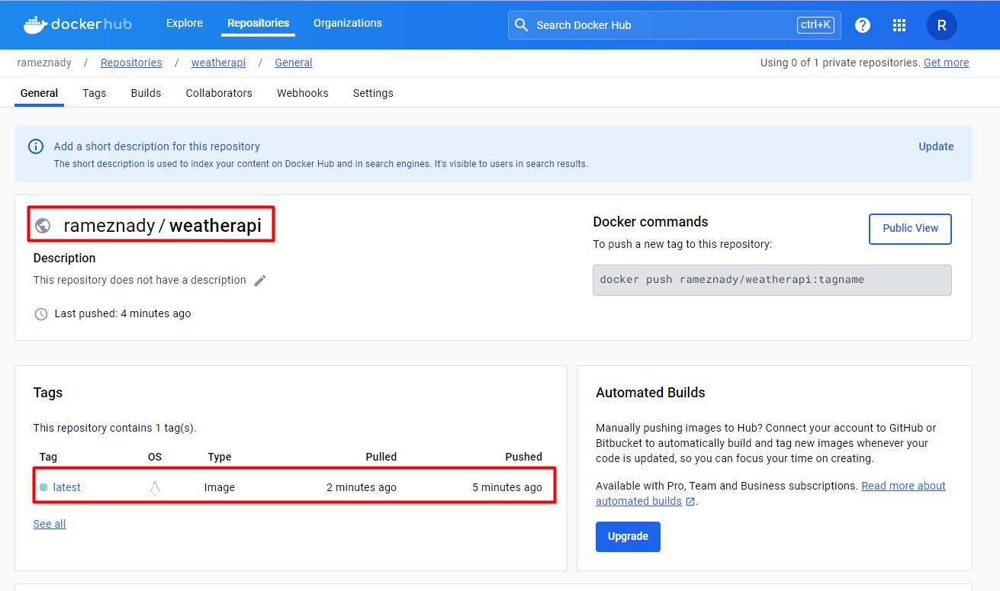 dockerhub Explore Repositories Organizations Search Docker Hub ctrl+K ? R
rameznady / Repositories / weatherapi / General Using 0 of 1 private repositories. Get more
General Tags Builds Collaborators Webhooks Settings
Add a short description for this repository Update
The short description is used to index your content on Docker Hub and in search engines. It's visible to users in search results.
rameznady / weatherapi
Description
This repository does not have a description
Last pushed: 4 minutes ago
Docker commands
Public View
To push a new tag to this repository:
docker push rameznady/weatherapi:tagname
Tags
This repository contains 1 tag(s).
Tag OS Type Pulled Pushed
latest Image 2 minutes ago 5 minutes ago
See all
Automated Builds
Manually pushing images to Hub? Connect your account to GitHub or
Bitbucket to automatically build and tag new images whenever your
code is updated, so you can focus your time on creating.
Available with Pro, Team and Business subscriptions. Read more about
automated builds .
Upgrade